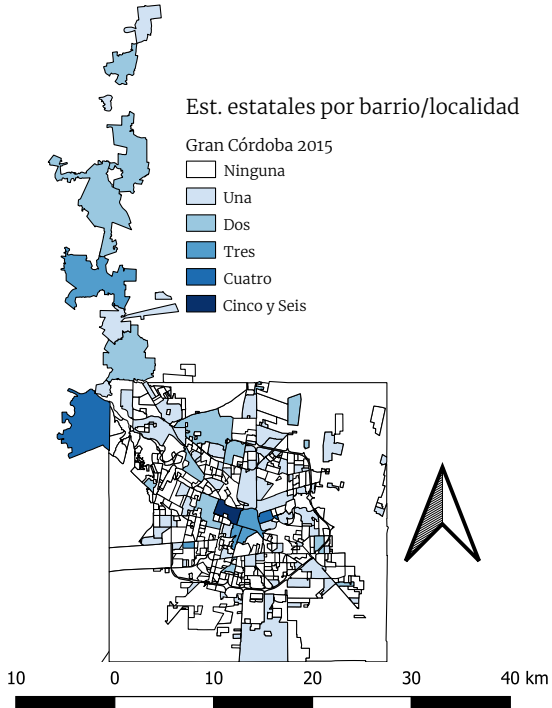 Est. estatales por barrio/localidad
Gran Córdoba 2015
Ninguna
Una
Dos
Tres
Cuatro
Cinco y Seis
10 0 10 20 30 40 km